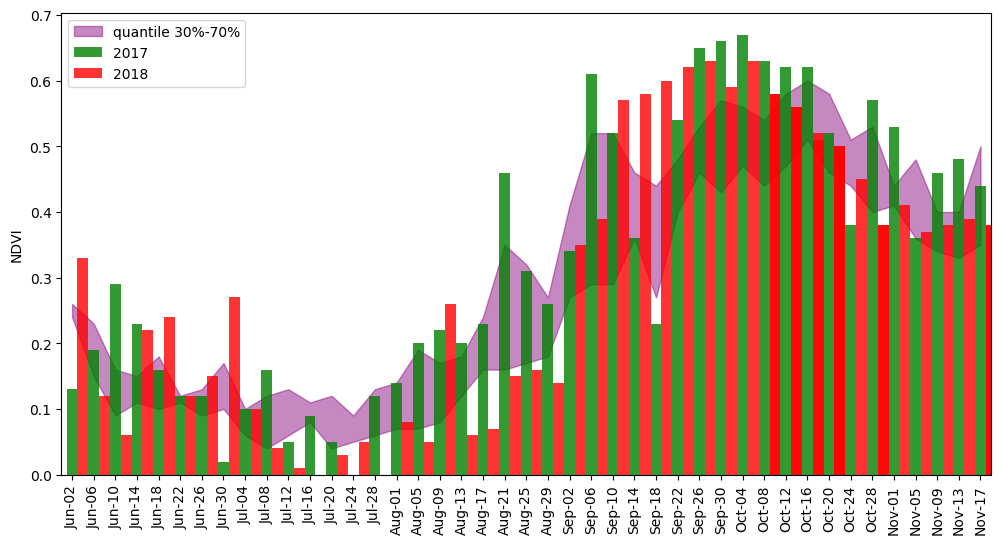 0.7
0.6
0.5
0.4
0.3
0.2
0.1
0.0
NDVI
quantile 30%-70%
2017
2018
Jun-02
Jun-06
Jun-10
Jun-14
Jun-18
Jun-22
Jun-26
Jun-30
Jul-04
Jul-08
Jul-12
Jul-16
Jul-20
Jul-24
Jul-28
Aug-01
Aug-05
Aug-09
Aug-13
Aug-17
Aug-21
Aug-25
Aug-29
Sep-02
Sep-06
Sep-10
Sep-14
Sep-18
Sep-22
Sep-26
Sep-30
Oct-04
Oct-08
Oct-12
Oct-16
Oct-20
Oct-24
Oct-28
Nov-01
Nov-05
Nov-09
Nov-13
Nov-17